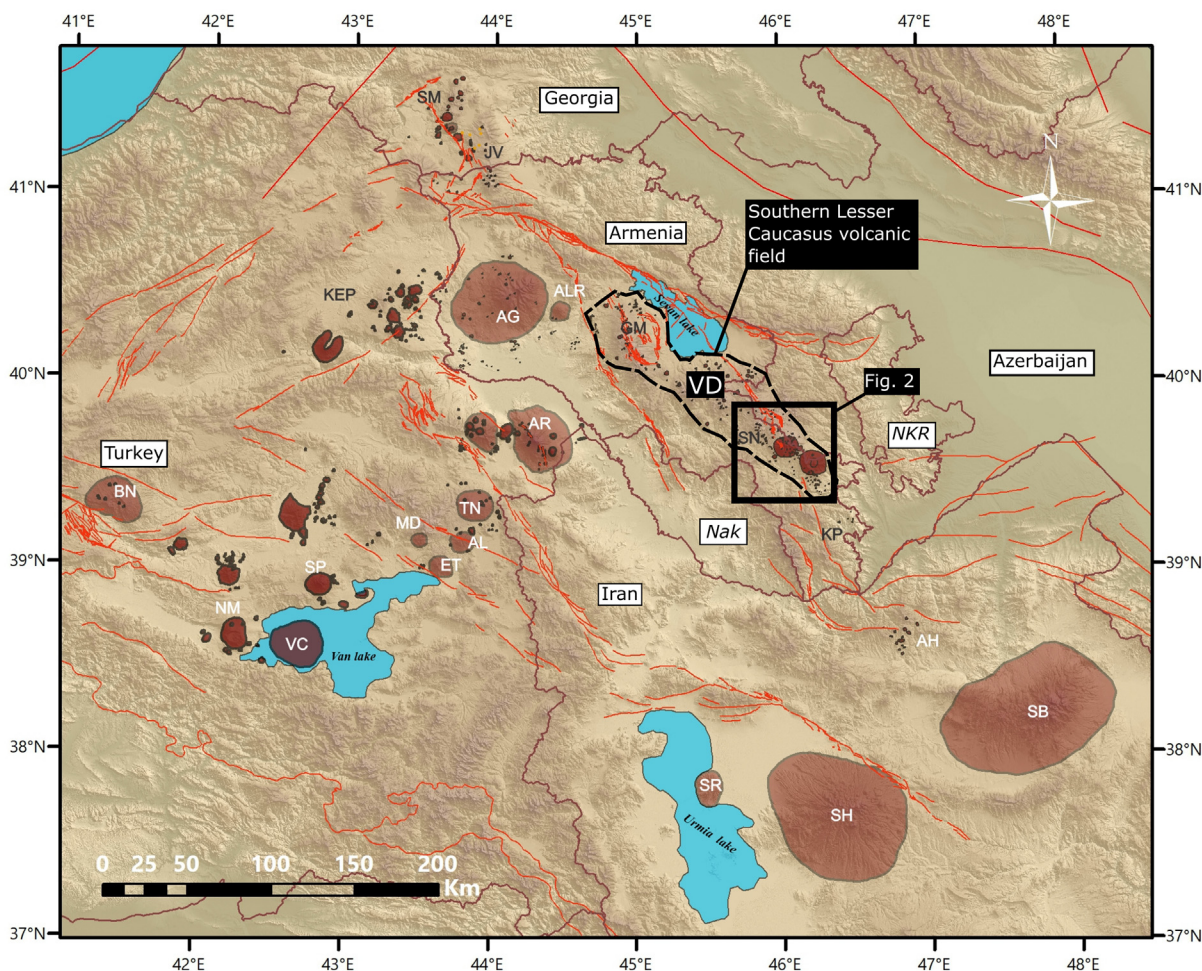 41°E
42°E
43°E
44°E
45°E
46°E
47°E
48°E
SM
Georgia
JV
N
41°N
41°N
Southern Lesser
Caucasus volcanic
field
Armenia
KEP
ALR
AG
Sevan lake
GM
Azerbaijan
40°N
40°N
VD
Fig. 2
AR
SN
NKR
Turkey
BN
TN
MD
AL
Nak
KP
39°N
39°N
ET
SP
Iran
NM
VC
Van lake
AH
SB
38°N
38°N
SR
SH
Urmia lake
0 25 50 100 150 200
Km
37°N
37°N
42°E
43°E
44°E
45°E
46°E
47°E
48°E